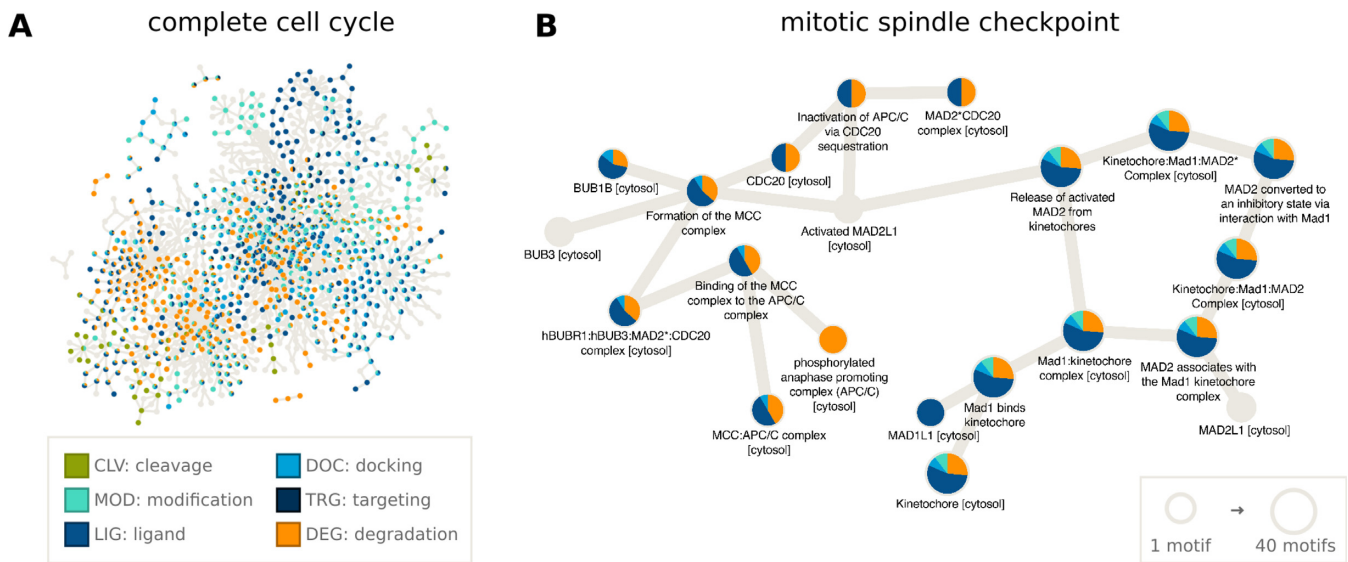 A
complete cell cycle
CLV: cleavage
MOD: modification
LIG: ligand
DOC: docking
TRG: targeting
DEG: degradation
B
mitotic spindle checkpoint
Inactivation of APC/C
via CDC20
sequestration
MAD2*CDC20
complex [cytosol]
BUB1B [cytosol]
CDC20 [cytosol]
Formation of the MCC
complex
BUB3 [cytosol]
Activated MAD2L1
[cytosol]
Kinetochore:Mad1:MAD2*
Complex [cytosol]
Release of activated
MAD2 from
kinetochores
MAD2 converted to
an inhibitory state via
interaction with Mad1
Binding of the MCC
complex to the APC/C
complex
Kinetochore:Mad1:MAD2
Complex [cytosol]
hBUBR1:hBUB3:MAD2*:CDC20
complex [cytosol]
phosphorylated
anaphase promoting
complex (APC/C)
[cytosol]
Mad1:kinetochore
complex [cytosol]
MAD2 associates with
the Mad1 kinetochore
complex
Mad1 binds
kinetochore
MAD1L1 [cytosol]
MAD2L1 [cytosol]
MCC:APC/C complex
[cytosol]
Kinetochore [cytosol]
1 motif
→
40 motifs